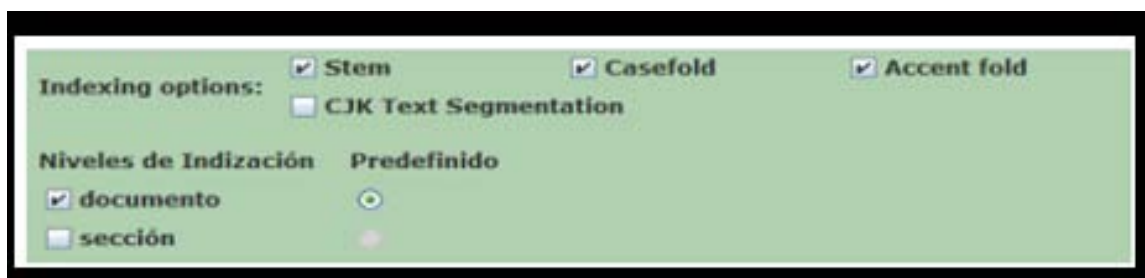 Indexing options: Stem Casefold Accent fold
CJK Text Segmentation
Niveles de Indización Predefinido
documento
sección